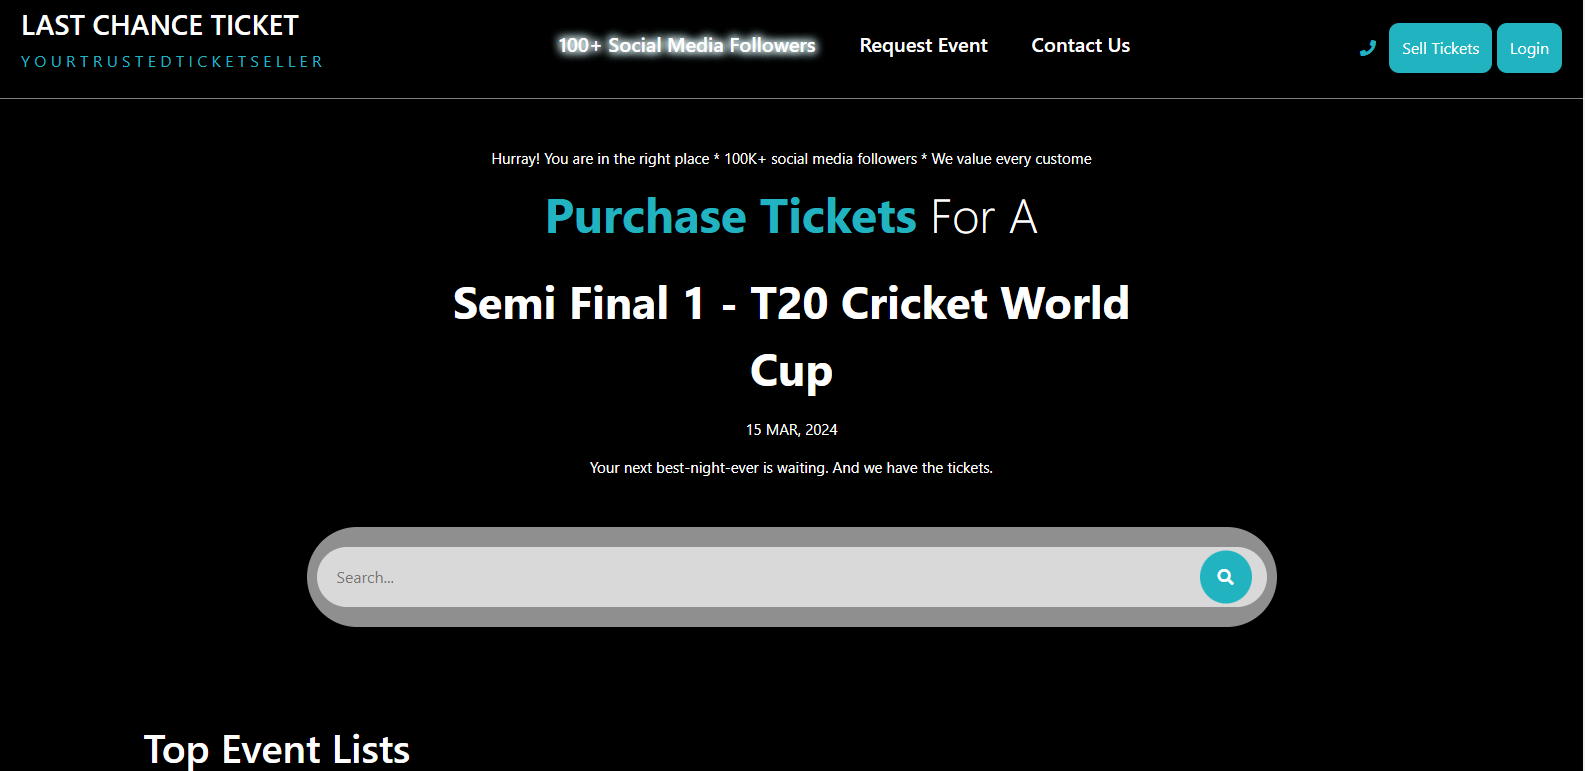 LAST CHANCE TICKET
YOURTRUSTEDTICKETSELLER
100+ Social Media Followers
Request Event
Contact Us
Sell Tickets
Login
Hurray! You are in the right place * 100K+ social media followers * We value every custome
Purchase Tickets For A
Semi Final 1 - T20 Cricket World
Cup
15 MAR, 2024
Your next best-night-ever is waiting. And we have the tickets.
Search...
Top Event Lists